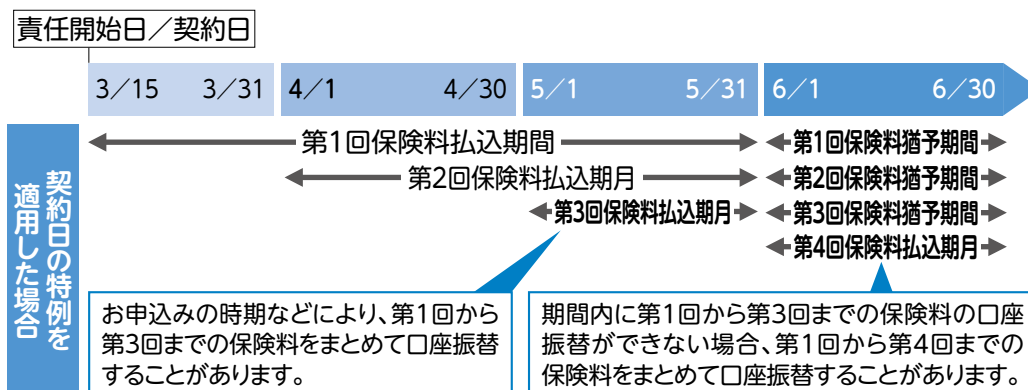 責任開始日／契約日
3／15 3／31 4／1 4／30 5／1 5／31 6／1 6／30
契約日の特例を
適用した場合
第1回保険料払込期間 第1回保険料猶予期間
第2回保険料払込期月 第2回保険料猶予期間
第3回保険料払込期月 第3回保険料猶予期間
第4回保険料払込期月
お申込みの時期などにより、第1回から
第3回までの保険料をまとめて口座振替
することがあります。
期間内に第1回から第3回までの保険料の口座
振替ができない場合、第1回から第4回までの
保険料をまとめて口座振替することがあります。